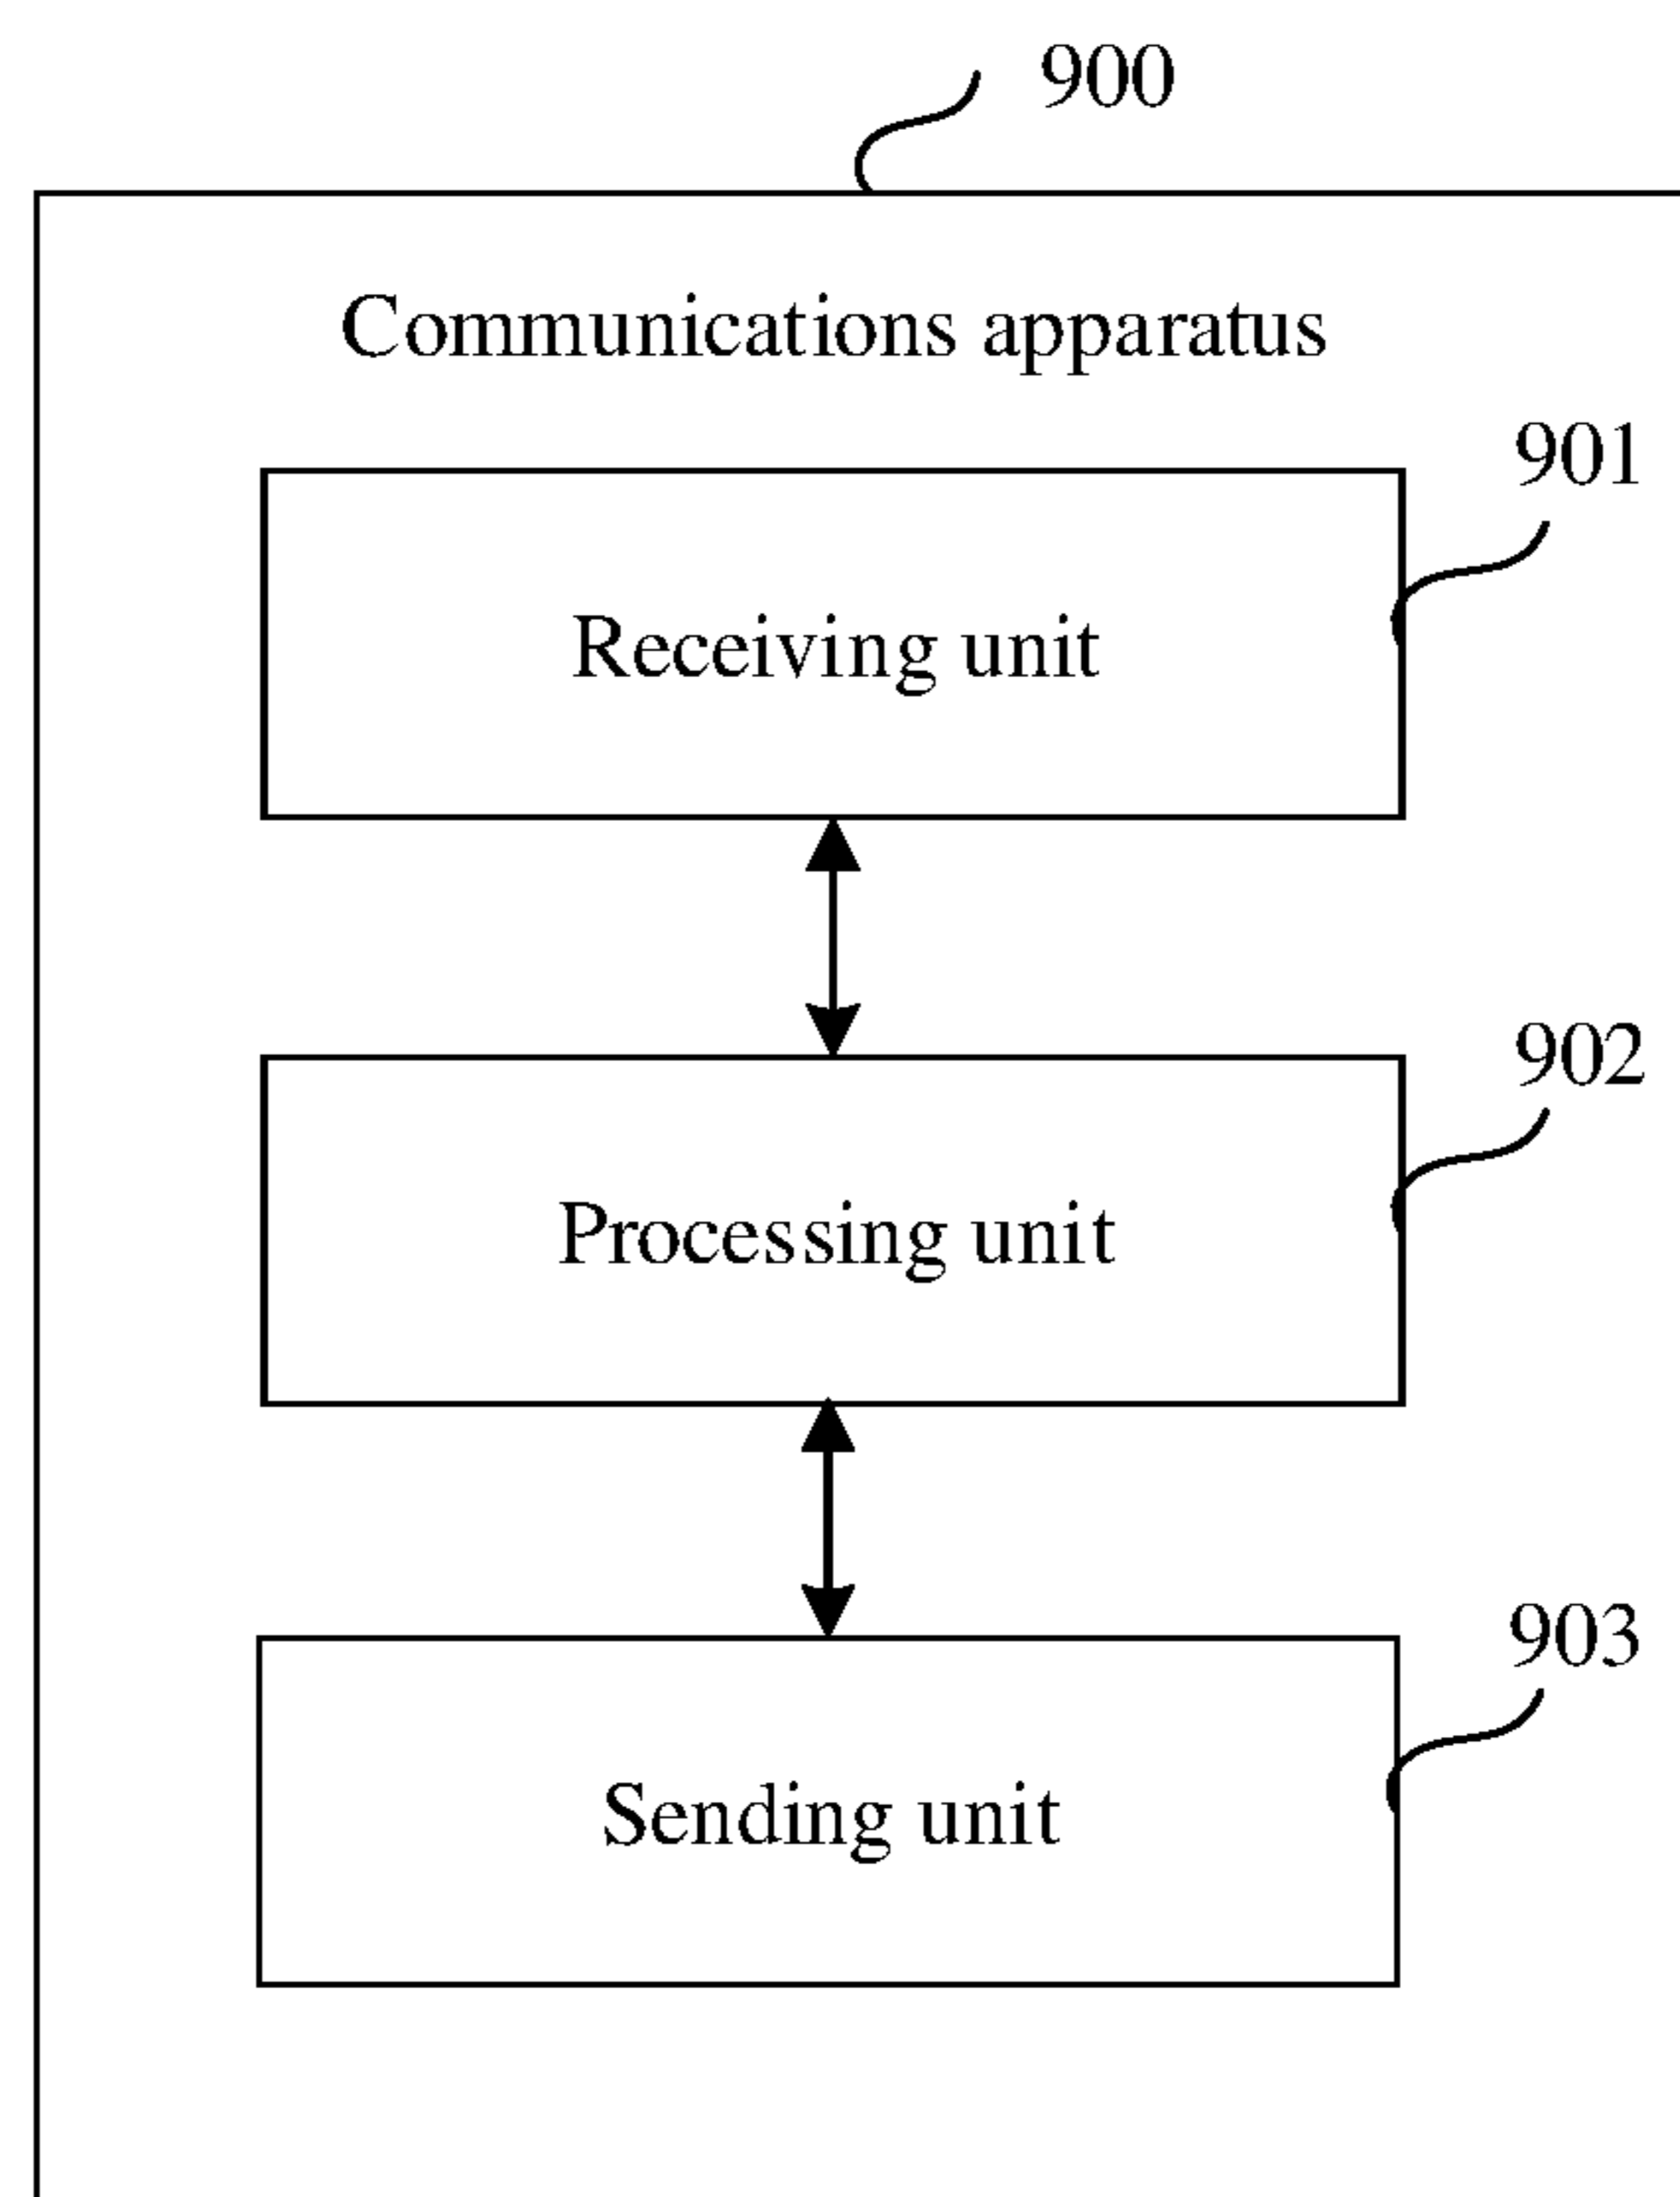 900
Communications apparatus
901
Receiving unit
902
Processing unit
903
Sending unit